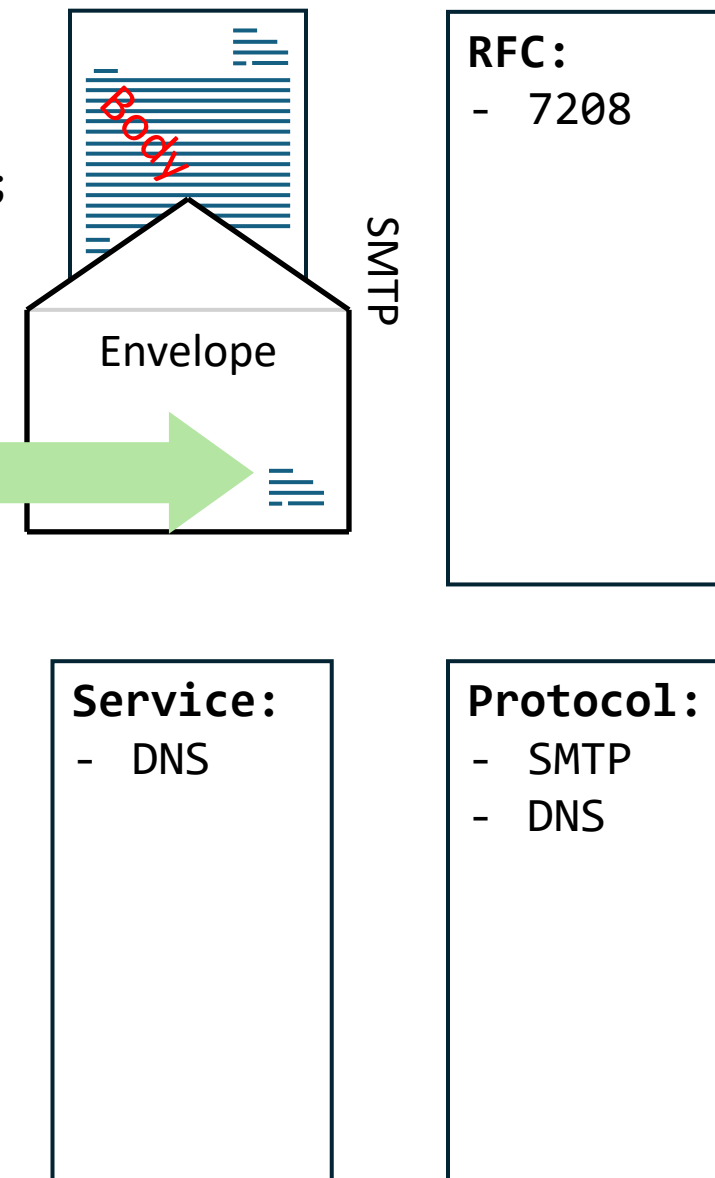 Body
SMTP
Envelope
RFC:
- 7208
Service:
- DNS
Protocol:
- SMTP
- DNS